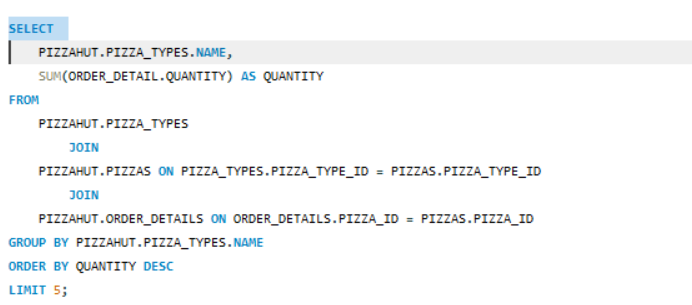 SELECT
PIZZAHUT.PIZZA_TYPES.NAME,
SUM(ORDER_DETAIL.QUANTITY) AS QUANTITY
FROM
PIZZAHUT.PIZZA_TYPES
JOIN
PIZZAHUT.PIZZAS ON PIZZA_TYPES.PIZZA_TYPE_ID = PIZZAS.PIZZA_TYPE_ID
JOIN
PIZZAHUT.ORDER_DETAILS ON ORDER_DETAILS.PIZZA_ID = PIZZAS.PIZZA_ID
GROUP BY PIZZAHUT.PIZZA_TYPES.NAME
ORDER BY QUANTITY DESC
LIMIT 5;